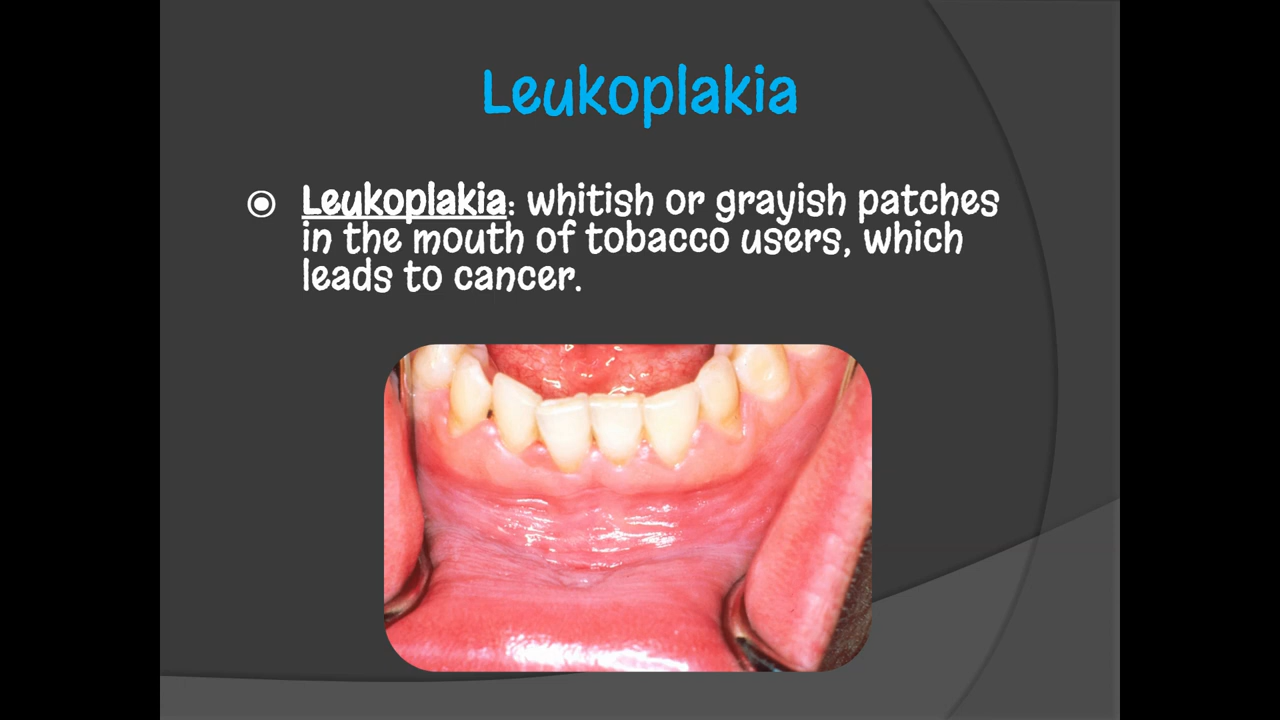 Leukoplakia
Leukoplakia: whitish or grayish patches
in the mouth of tobacco users, which
leads to cancer.